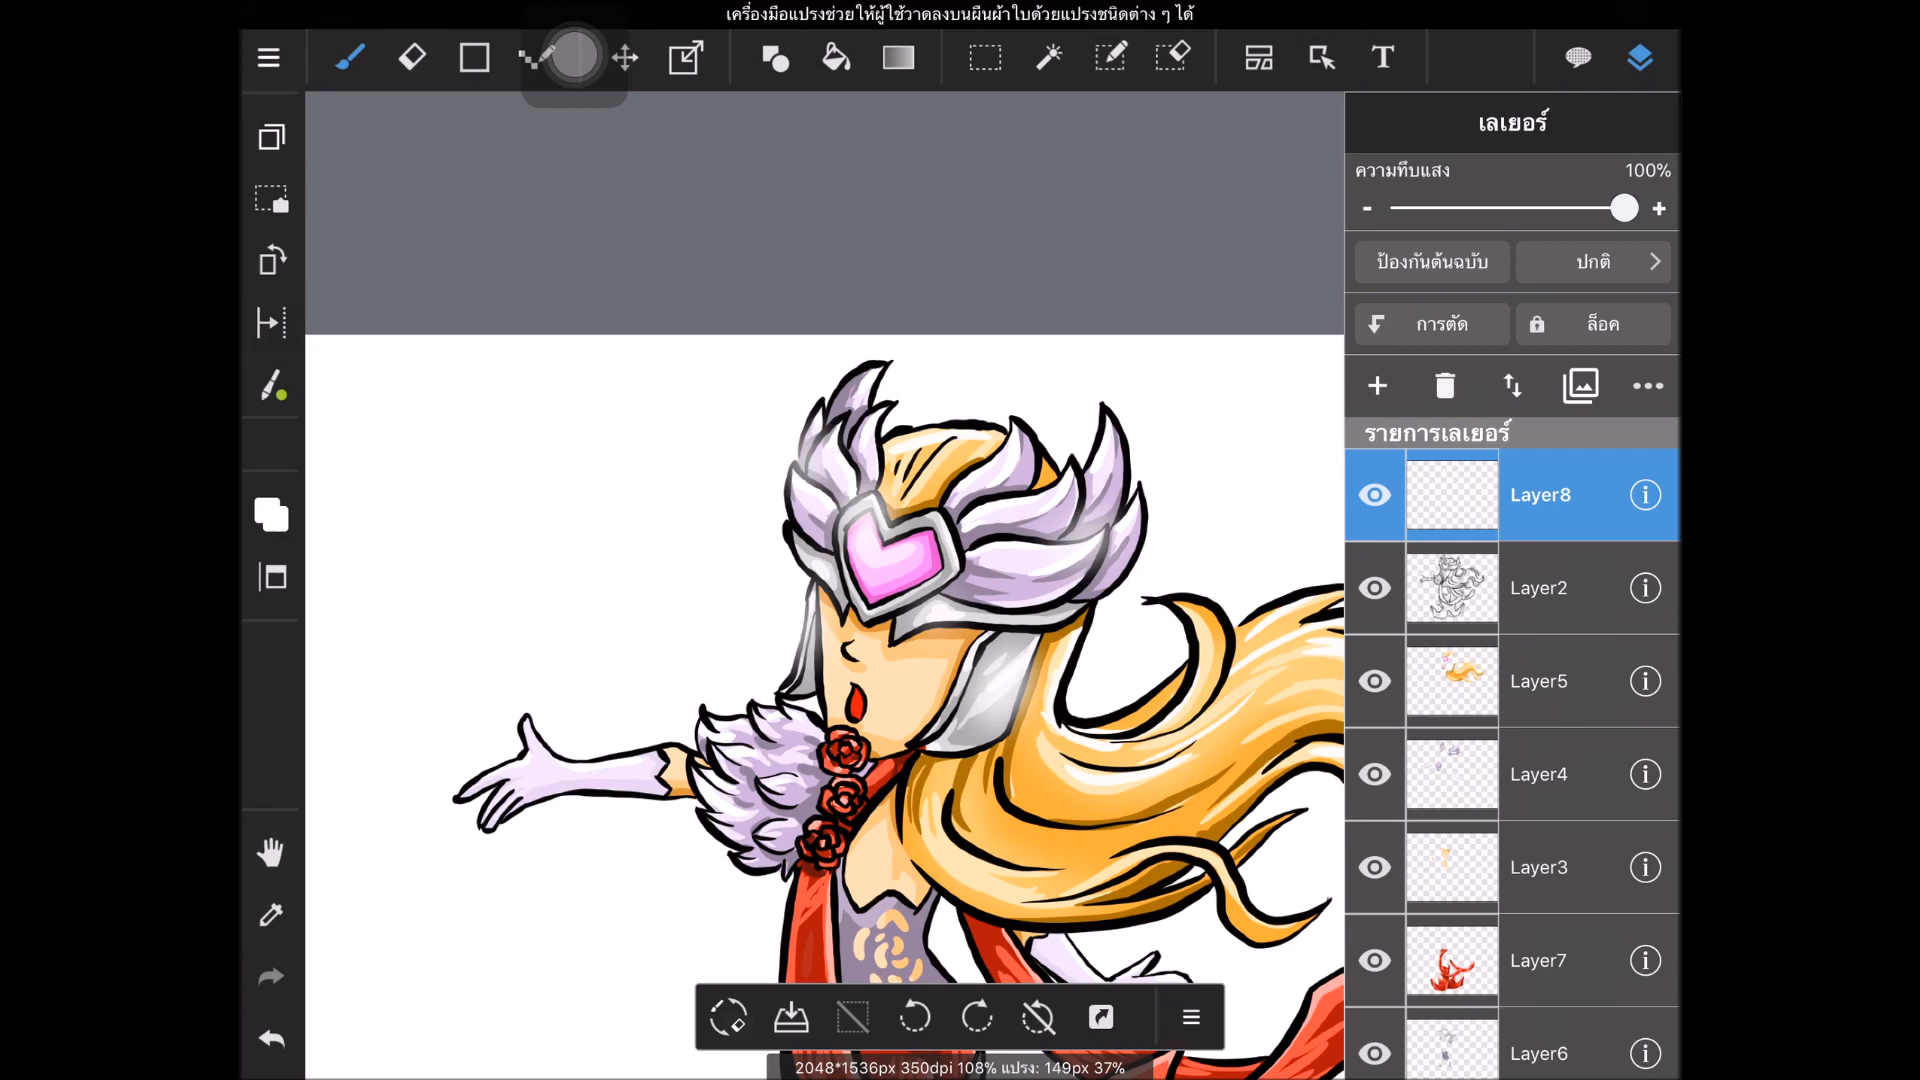 เครื่องมือแปรงช่วยให้ผู้ใช้วาดลงบนผืนผ้าใบด้วยแปรงชนิดต่าง ๆ ได้
T
เลเยอร์
ความทึบแสง 100%
- +
ป้องกันต้นฉบับ ปกติ
การตัด ล็อค
รายการเลเยอร์
Layer8
Layer2
Layer5
Layer4
Layer3
Layer7
Layer6
2048*1536px 350dpi 108% แปรง: 149px 37%